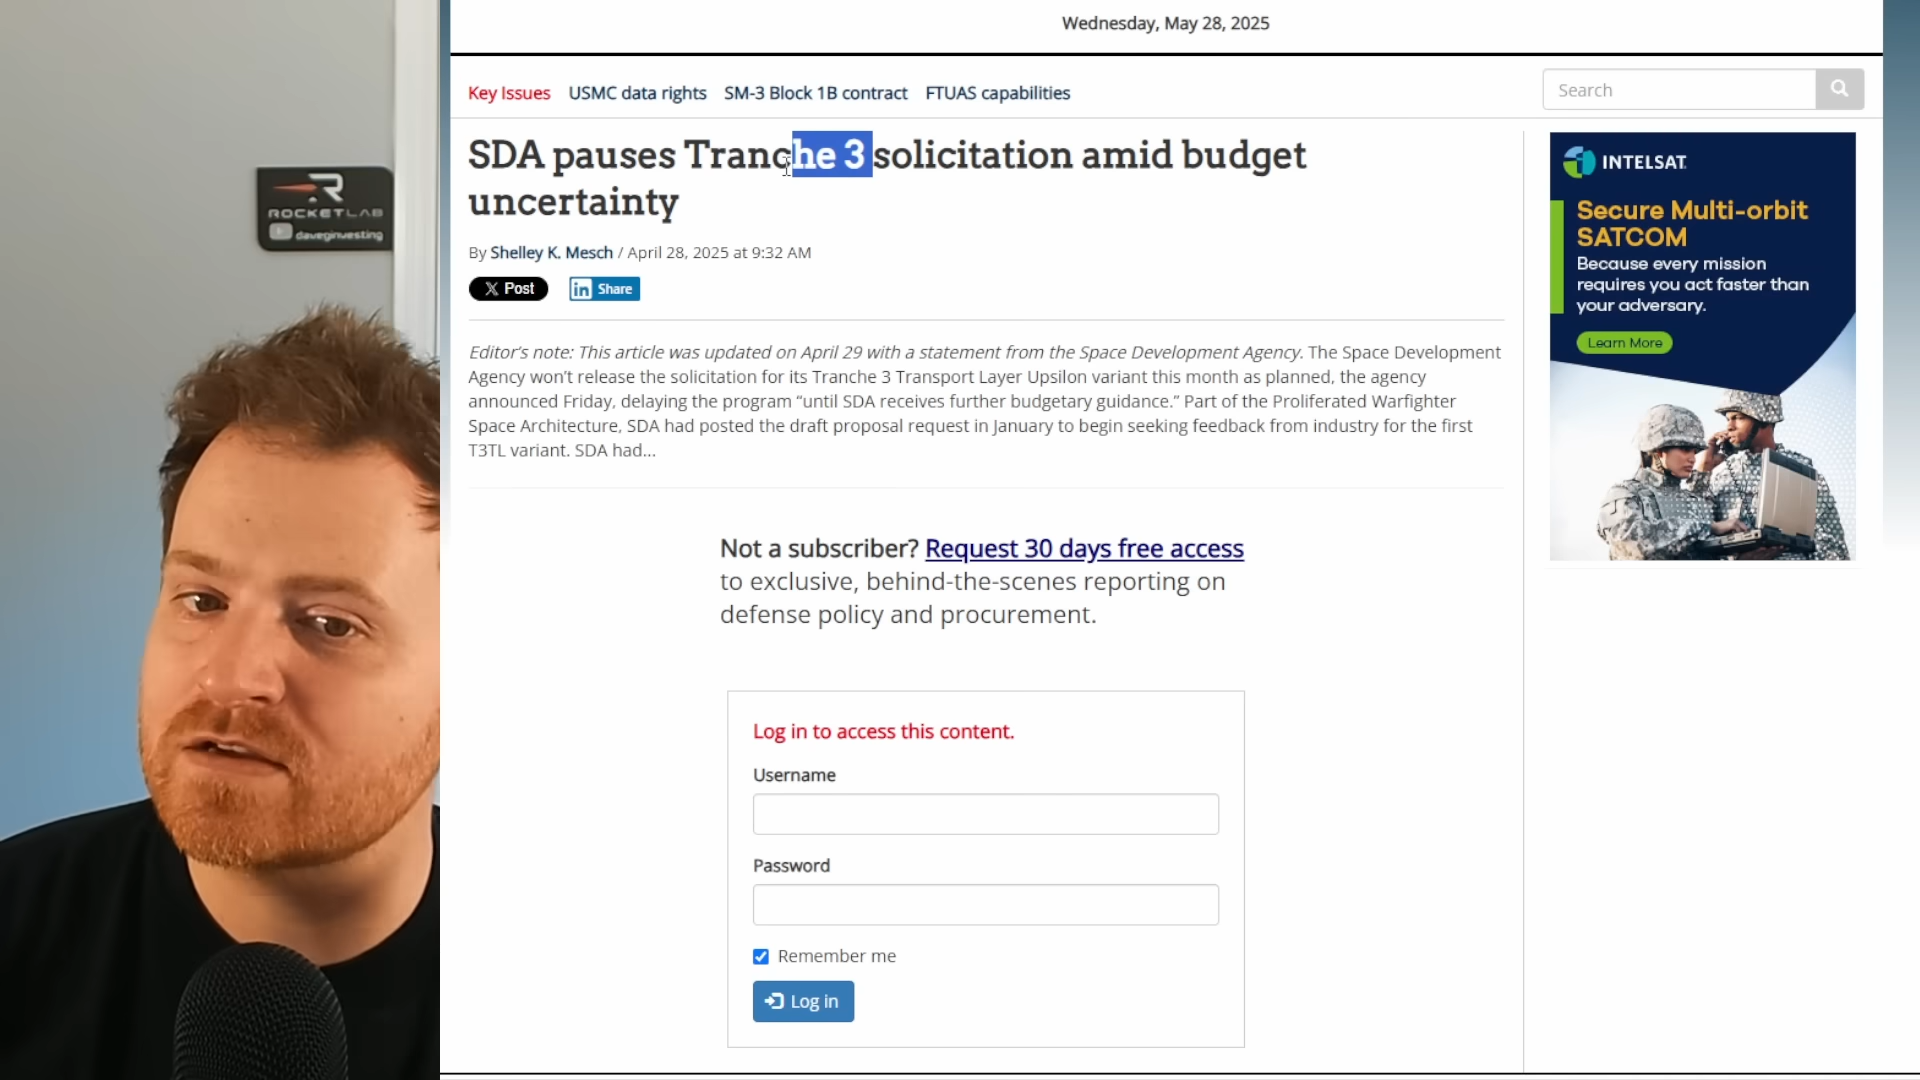 Wednesday, May 28, 2025
Key Issues USMC data rights SM-3 Block 1B contract FTUAS capabilities
Search
SDA pauses Tranche 3 solicitation amid budget
uncertainty
By Shelley K. Mesch / April 28, 2025 at 9:32 AM
X Post
in Share
Editor's note: This article was updated on April 29 with a statement from the Space Development Agency. The Space Development
Agency won't release the solicitation for its Tranche 3 Transport Layer Upsilon variant this month as planned, the agency
announced Friday, delaying the program “until SDA receives further budgetary guidance.” Part of the Proliferated Warfighter
Space Architecture, SDA had posted the draft proposal request in January to begin seeking feedback from industry for the first
T3TL variant. SDA had...
Not a subscriber? Request 30 days free access
to exclusive, behind-the-scenes reporting on
defense policy and procurement.
Log in to access this content.
Username
Password
Remember me
Log in
INTELSAT
Secure Multi-orbit
SATCOM
Because every mission
requires you act faster than
your adversary.
Learn More
ROCKETLAB
daveginvesting